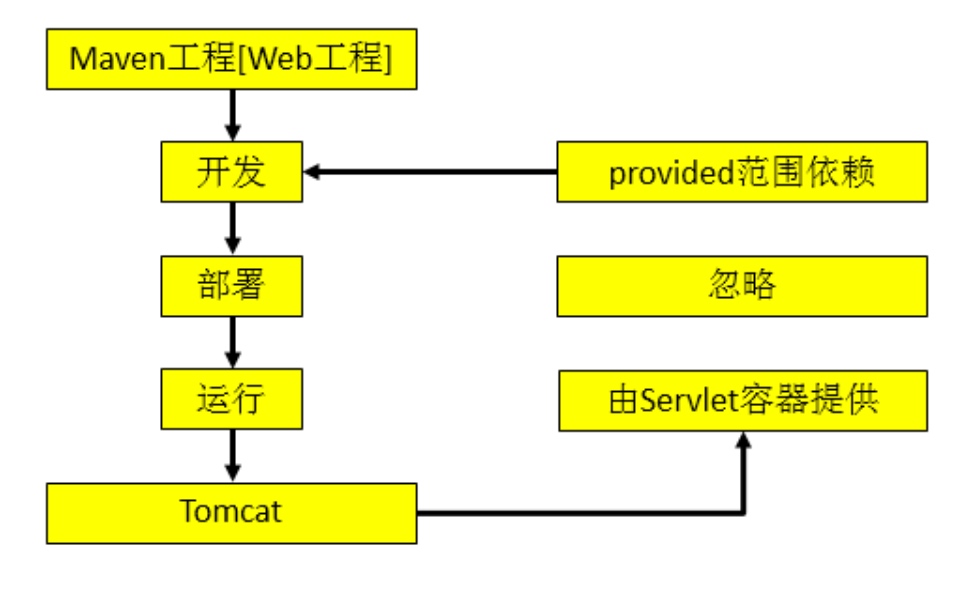 Maven工程[Web工程]
开发
provided范围依赖
部署
忽略
运行
由Servlet容器提供
Tomcat